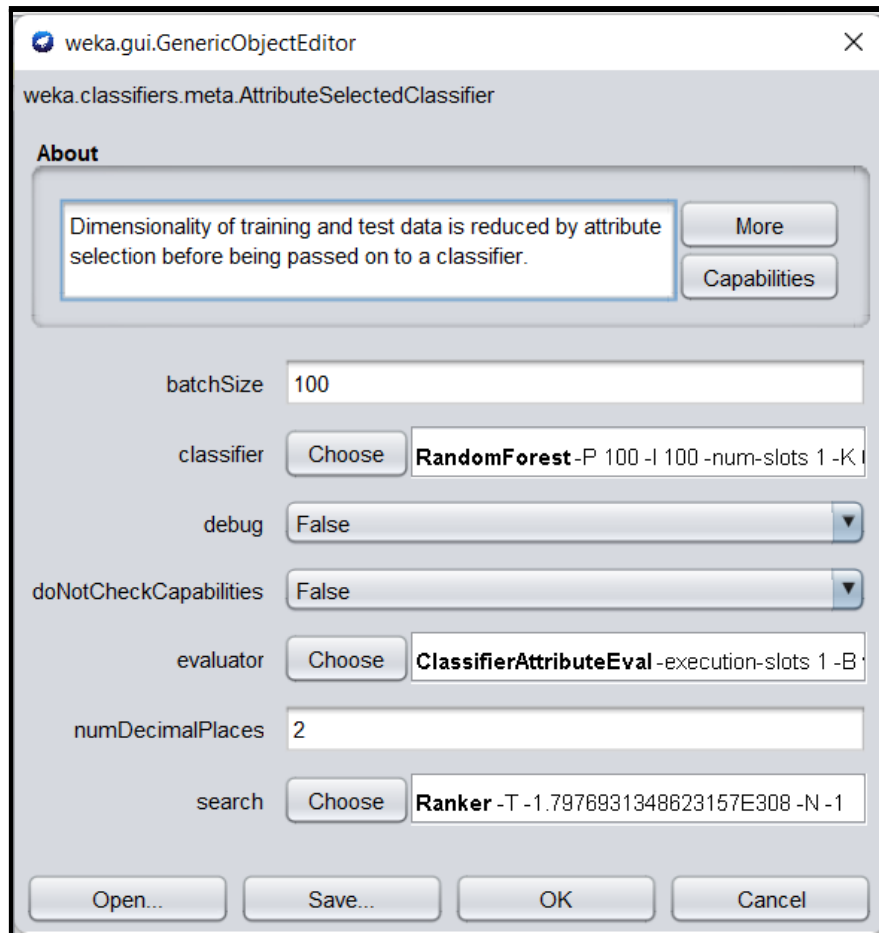 weka.gui.GenericObjectEditor
weka.classifiers.meta.AttributeSelectedClassifier
About
Dimensionality of training and test data is reduced by attribute
selection before being passed on to a classifier.
More
Capabilities
batchSize 100
classifier Choose RandomForest -P 100 -I 100 -num-slots 1 -K
debug False
doNotCheckCapabilities False
evaluator Choose ClassifierAttributeEval -execution-slots 1 -B
numDecimalPlaces 2
search Choose Ranker -T -1.7976931348623157E308 -N -1
Open... Save... OK Cancel